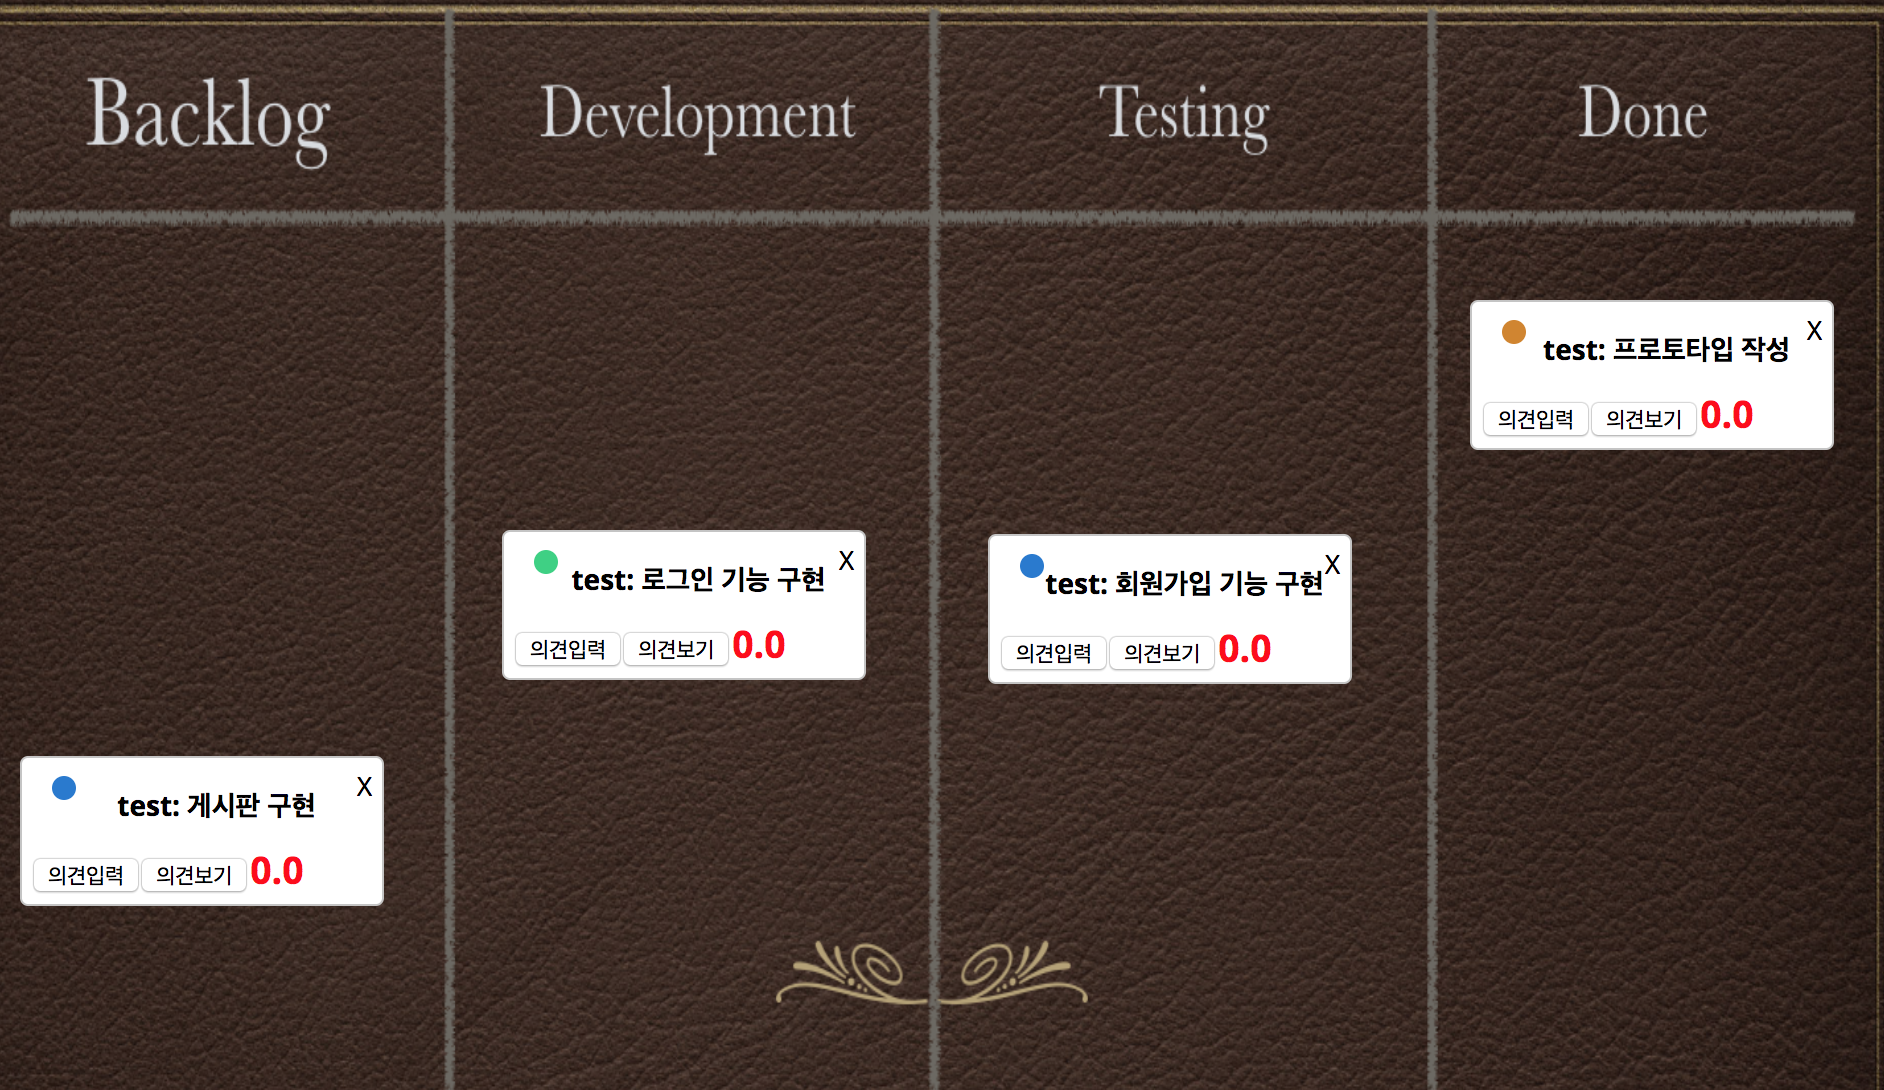 Backlog
Development
Testing
Done
X
test: 프로토타입 작성
의견입력 의견보기 0.0
X
test: 로그인 기능 구현
의견입력 의견보기 0.0
X
test: 회원가입 기능 구현
의견입력 의견보기 0.0
X
test: 게시판 구현
의견입력 의견보기 0.0